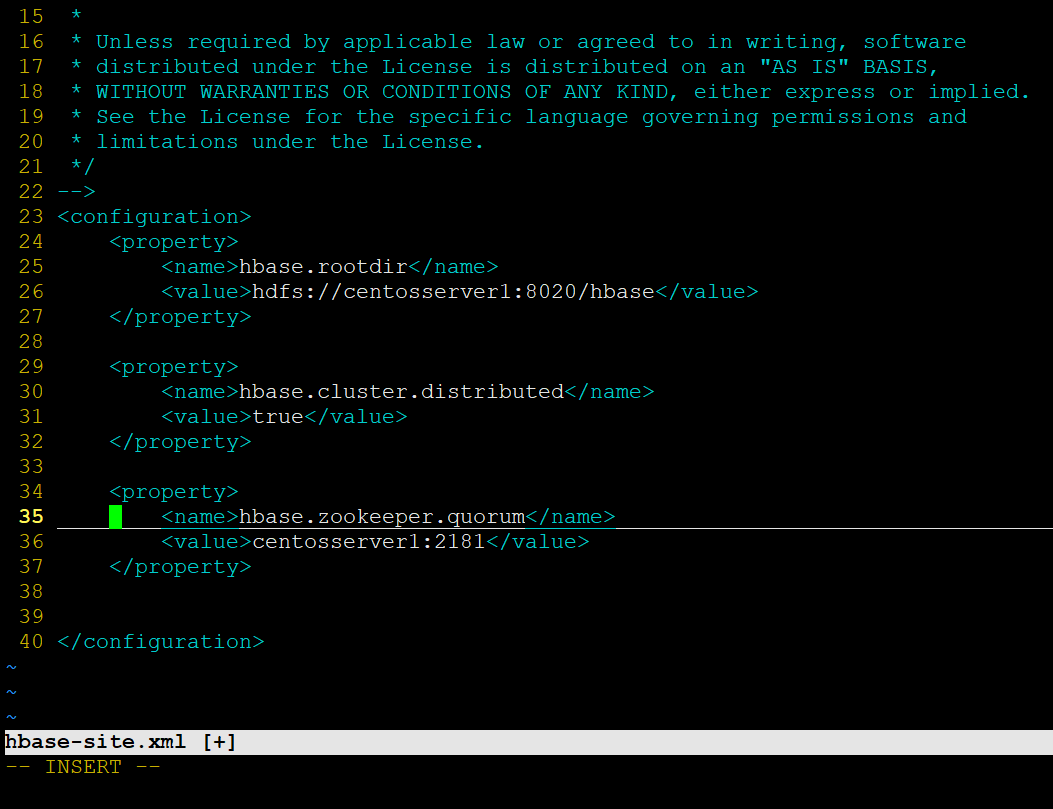 15  *
16  * Unless required by applicable law or agreed to in writing, software
17  * distributed under the License is distributed on an "AS IS" BASIS,
18  * WITHOUT WARRANTIES OR CONDITIONS OF ANY KIND, either express or implied.
19  * See the License for the specific language governing permissions and
20  * limitations under the License.
21  */
22 -->
23 <configuration>
24     <property>
25         <name>hbase.rootdir</name>
26         <value>hdfs://centosserver1:8020/hbase</value>
27     </property>
28
29     <property>
30         <name>hbase.cluster.distributed</name>
31         <value>true</value>
32     </property>
33
34     <property>
35         <name>hbase.zookeeper.quorum</name>
36         <value>centosserver1:2181</value>
37     </property>
38
39
40 </configuration>
~
~
~
hbase-site.xml [+]
-- INSERT --